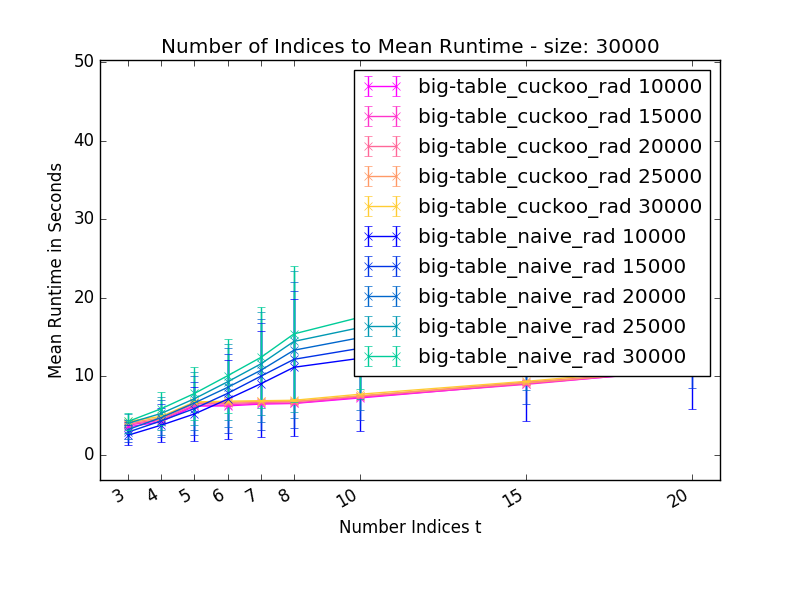 Number of Indices to Mean Runtime - size: 30000
50
40
30
20
10
0
Mean Runtime in Seconds
big-table_cuckoo_rad 10000
big-table_cuckoo_rad 15000
big-table_cuckoo_rad 20000
big-table_cuckoo_rad 25000
big-table_cuckoo_rad 30000
big-table_naive_rad 10000
big-table_naive_rad 15000
big-table_naive_rad 20000
big-table_naive_rad 25000
big-table_naive_rad 30000
3 4 5 6 7 8 10 15 20
Number Indices t